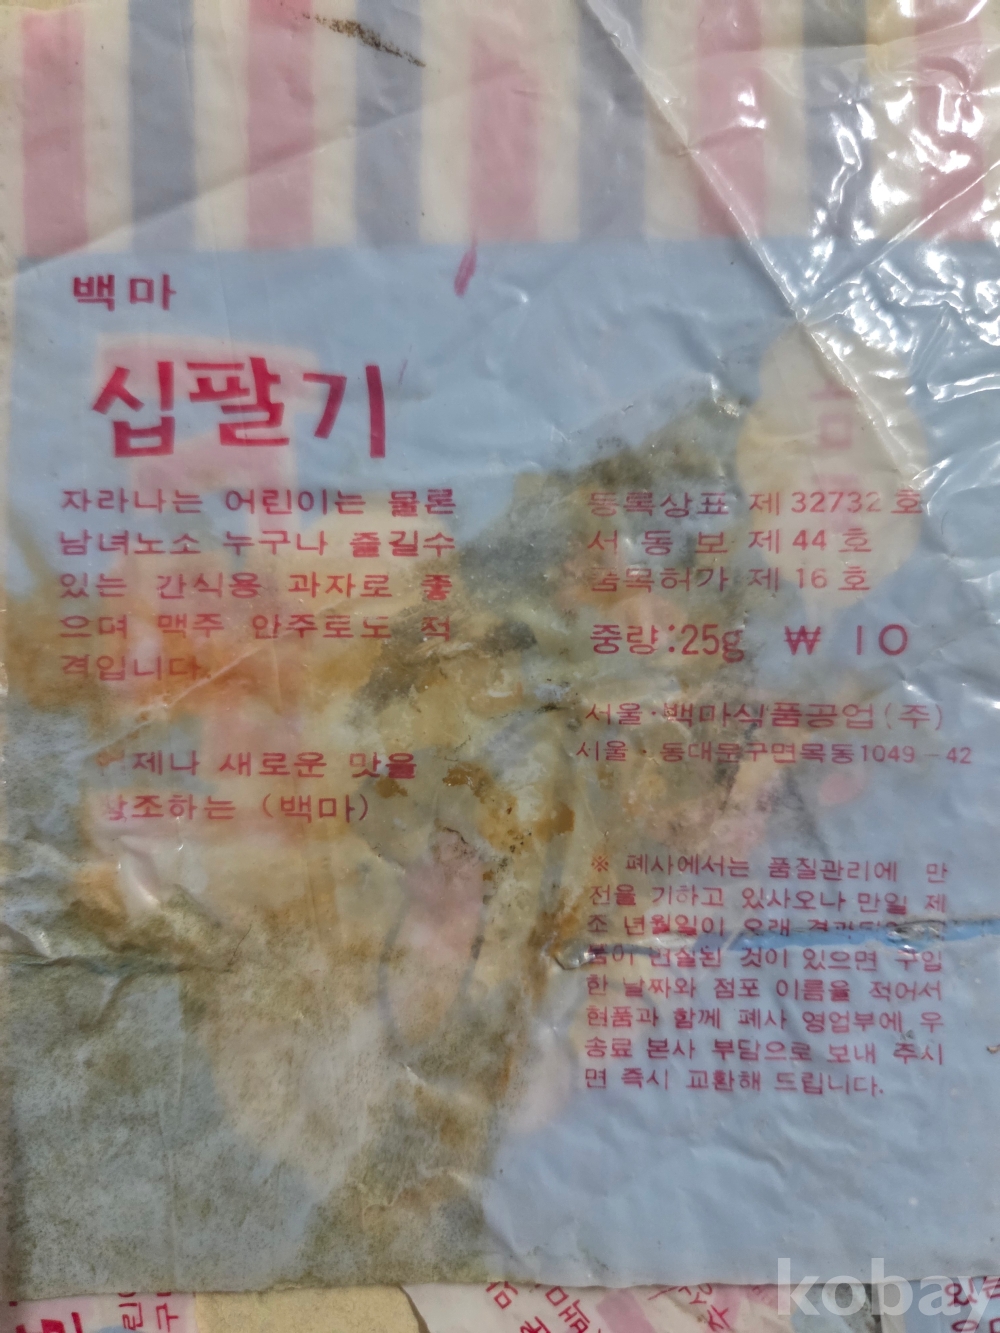 백마
십팔기
자라나는 어린이는 물론
남녀노소 누구나 즐길수
있는 간식용 과자로 좋
으며 맥주 안주토노 적
격입니다.
제나 새로운 맛을
조하는 (백마)
등록상표 제 32732 호
서 동 보 제 44 호
품목허가 제 16 호
중량:25g ₩ 10
서울·백마식품공업(주)
서울·동대문구면목동1049-42
※ 폐사에서는 품질관리에 만
전을 기하고 있사오나 만일 제
조 년월일이 오래
품이 변질된 것이 있으면 구입
한 날짜와 점포 이름을 적어서
현품과 함께 폐사 영업부에 우
송료 본사 부담으로 보내 주시
면 즉시 교환해 드립니다.
kobay